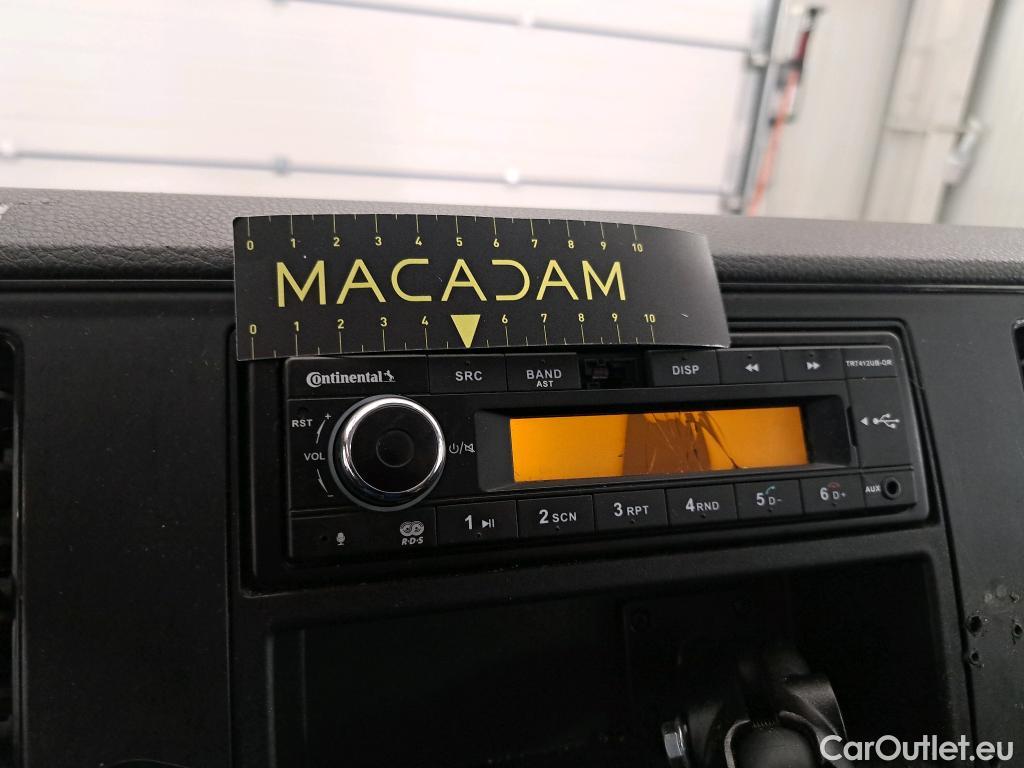 0 1 2 3 4 5 6 7 8 9 10
MACADAM
0 1 2 3 4 6 7 8 9 10
Continental SRC BAND AST DISP TR7412UB-OR
RST + VOL −
AUX
R·D·S 1 2 SCN 3 RPT 4 RND 5 D- 6 D+
CarOutlet.eu